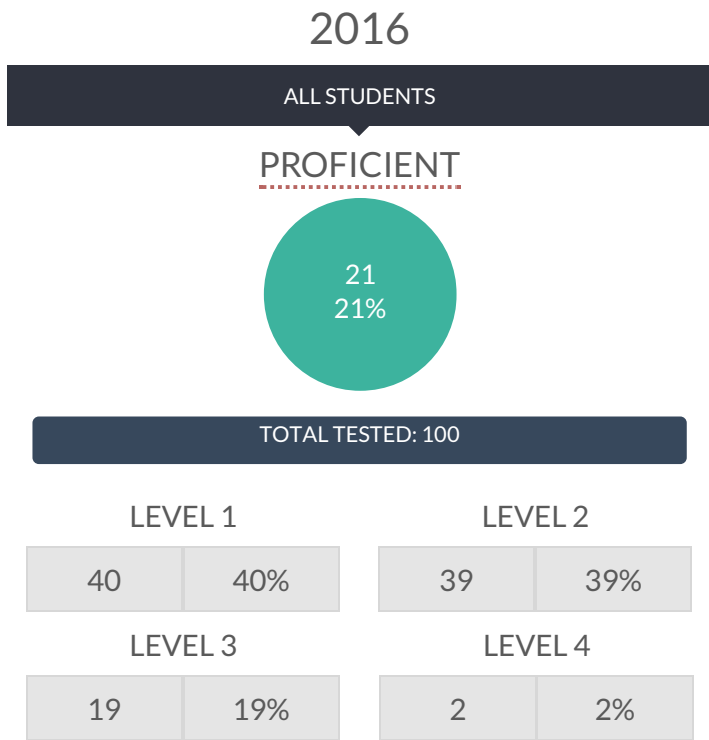 2016
ALL STUDENTS
PROFICIENT
21
21%
TOTAL TESTED: 100
LEVEL 1 LEVEL 2
40 40% 39 39%
LEVEL 3 LEVEL 4
19 19% 2 2%